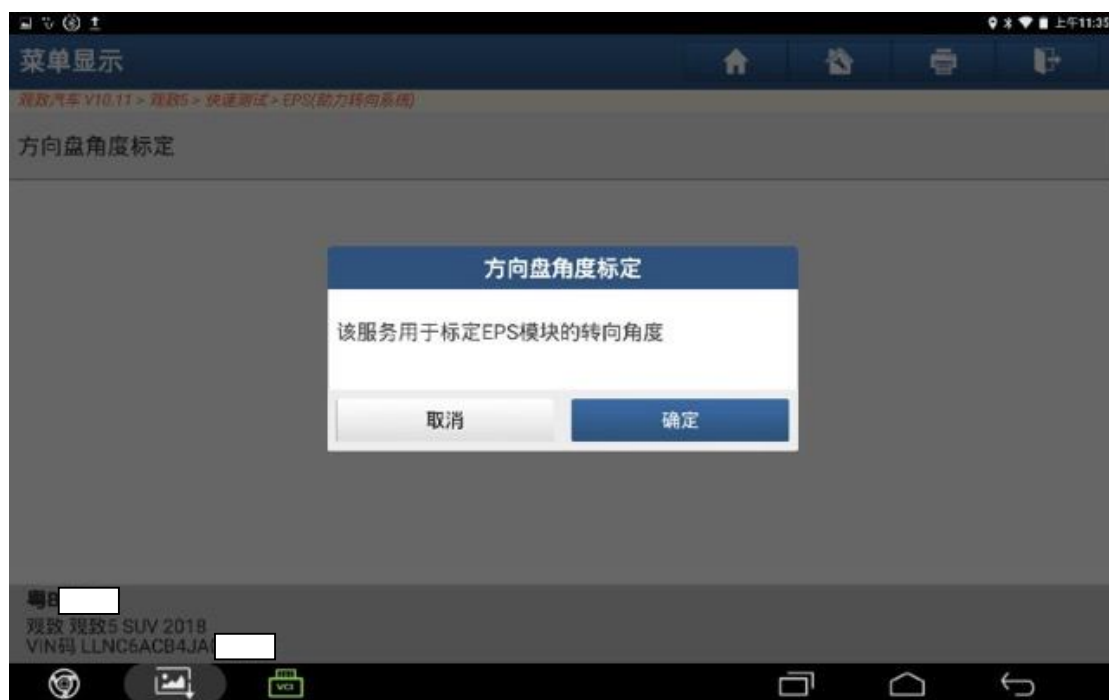 上午11:35
菜单显示
观致汽车 V10.11 > 观致5 > 快速测试 > EPS(助力转向系统)
方向盘角度标定
方向盘角度标定
该服务用于标定EPS模块的转向角度
取消
确定
粤B
观致 观致5 SUV 2018
VIN码 LLNC6ACB4JA
VCI